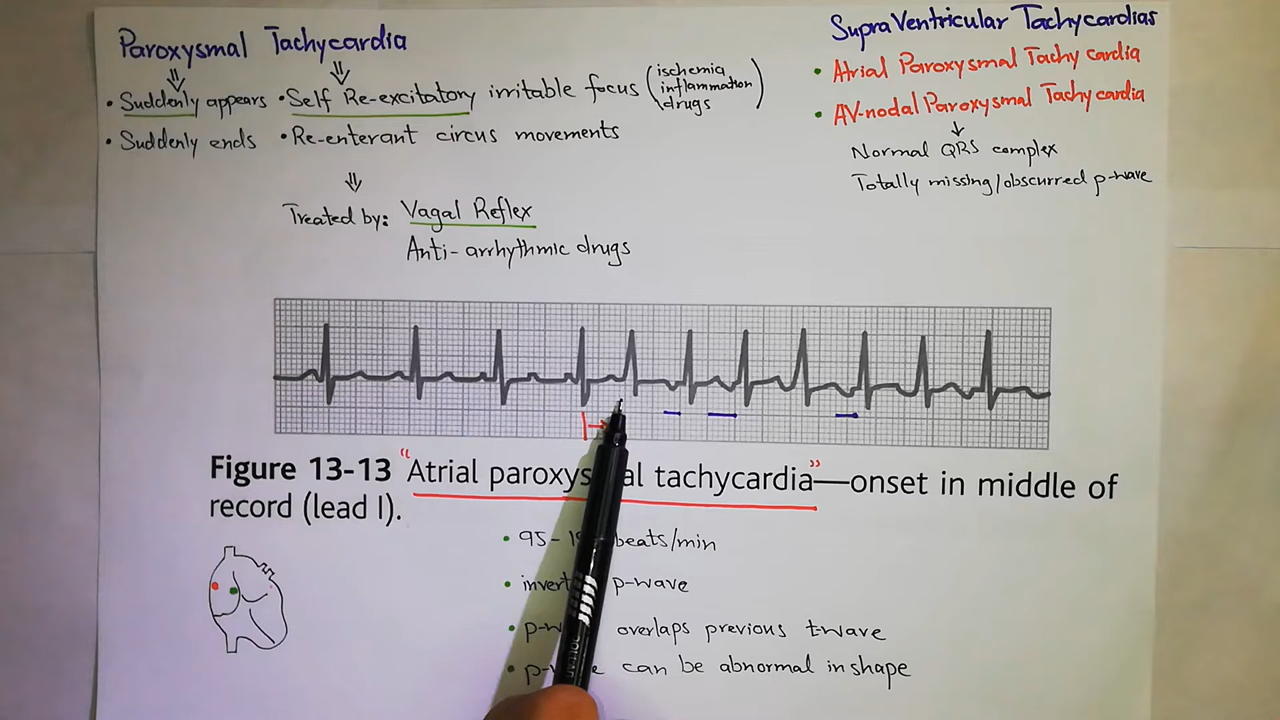 Paroxysmal Tachycardia
• Suddenly appears
• Suddenly ends
• Self Re-excitatory irritable focus (ischemia
inflammation
drugs)
• Re-enterant circus movements
Treated by: Vagal Reflex
Anti-arrhythmic drugs
SupraVentricular Tachycardias
• Atrial Paroxysmal Tachycardia
• AV-nodal Paroxysmal Tachycardia
Normal QRS complex
Totally missing/obscurred p-wave
Figure 13-13 "Atrial paroxys al tachycardia"—onset in middle of
record (lead I).
• 95- beats/min
• p-wave
• overlaps previous t-wave
• can be abnormal in shape